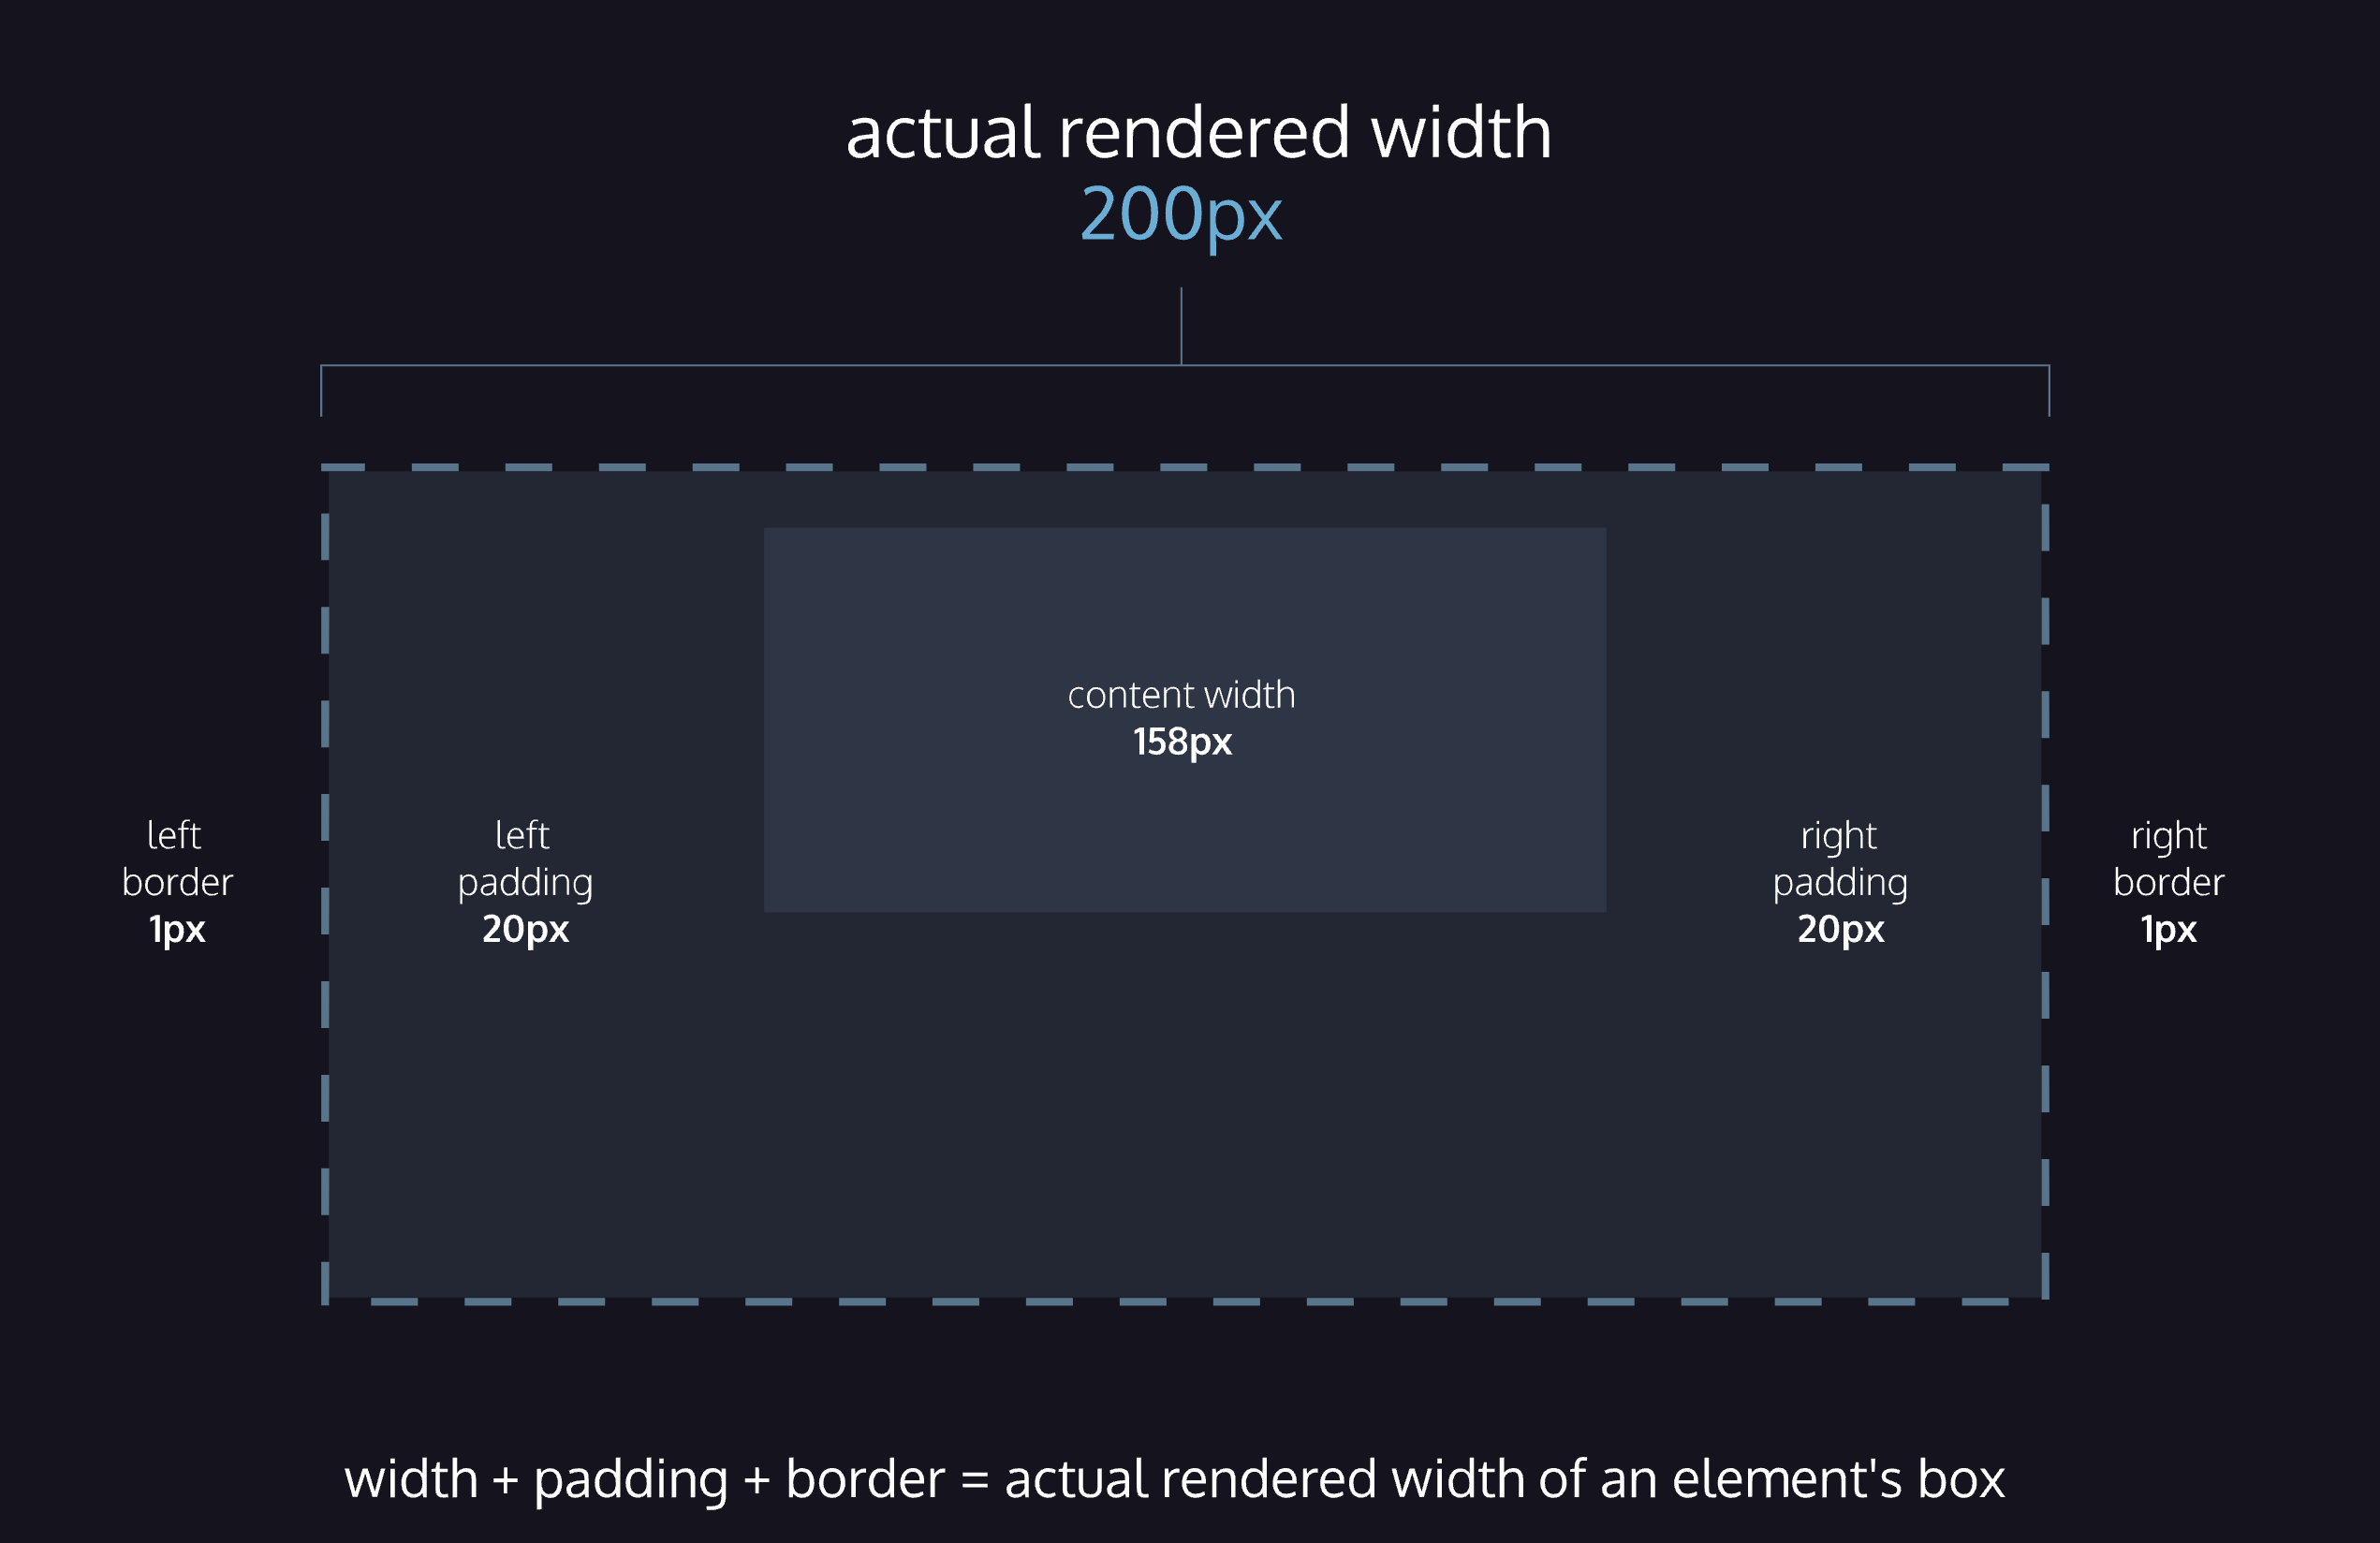 actual rendered width
200px
content width
158px
left
border
1px
left
padding
20px
right
padding
20px
right
border
1px
width + padding + border = actual rendered width of an element's box